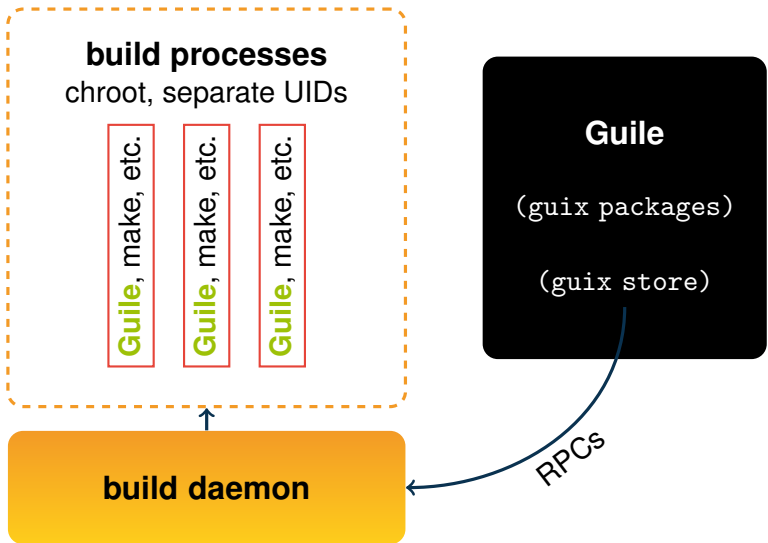 build processes
chroot, separate UIDs
Guile, make, etc.
Guile, make, etc.
Guile, make, etc.
Guile
(guix packages)
(guix store)
RPCs
build daemon